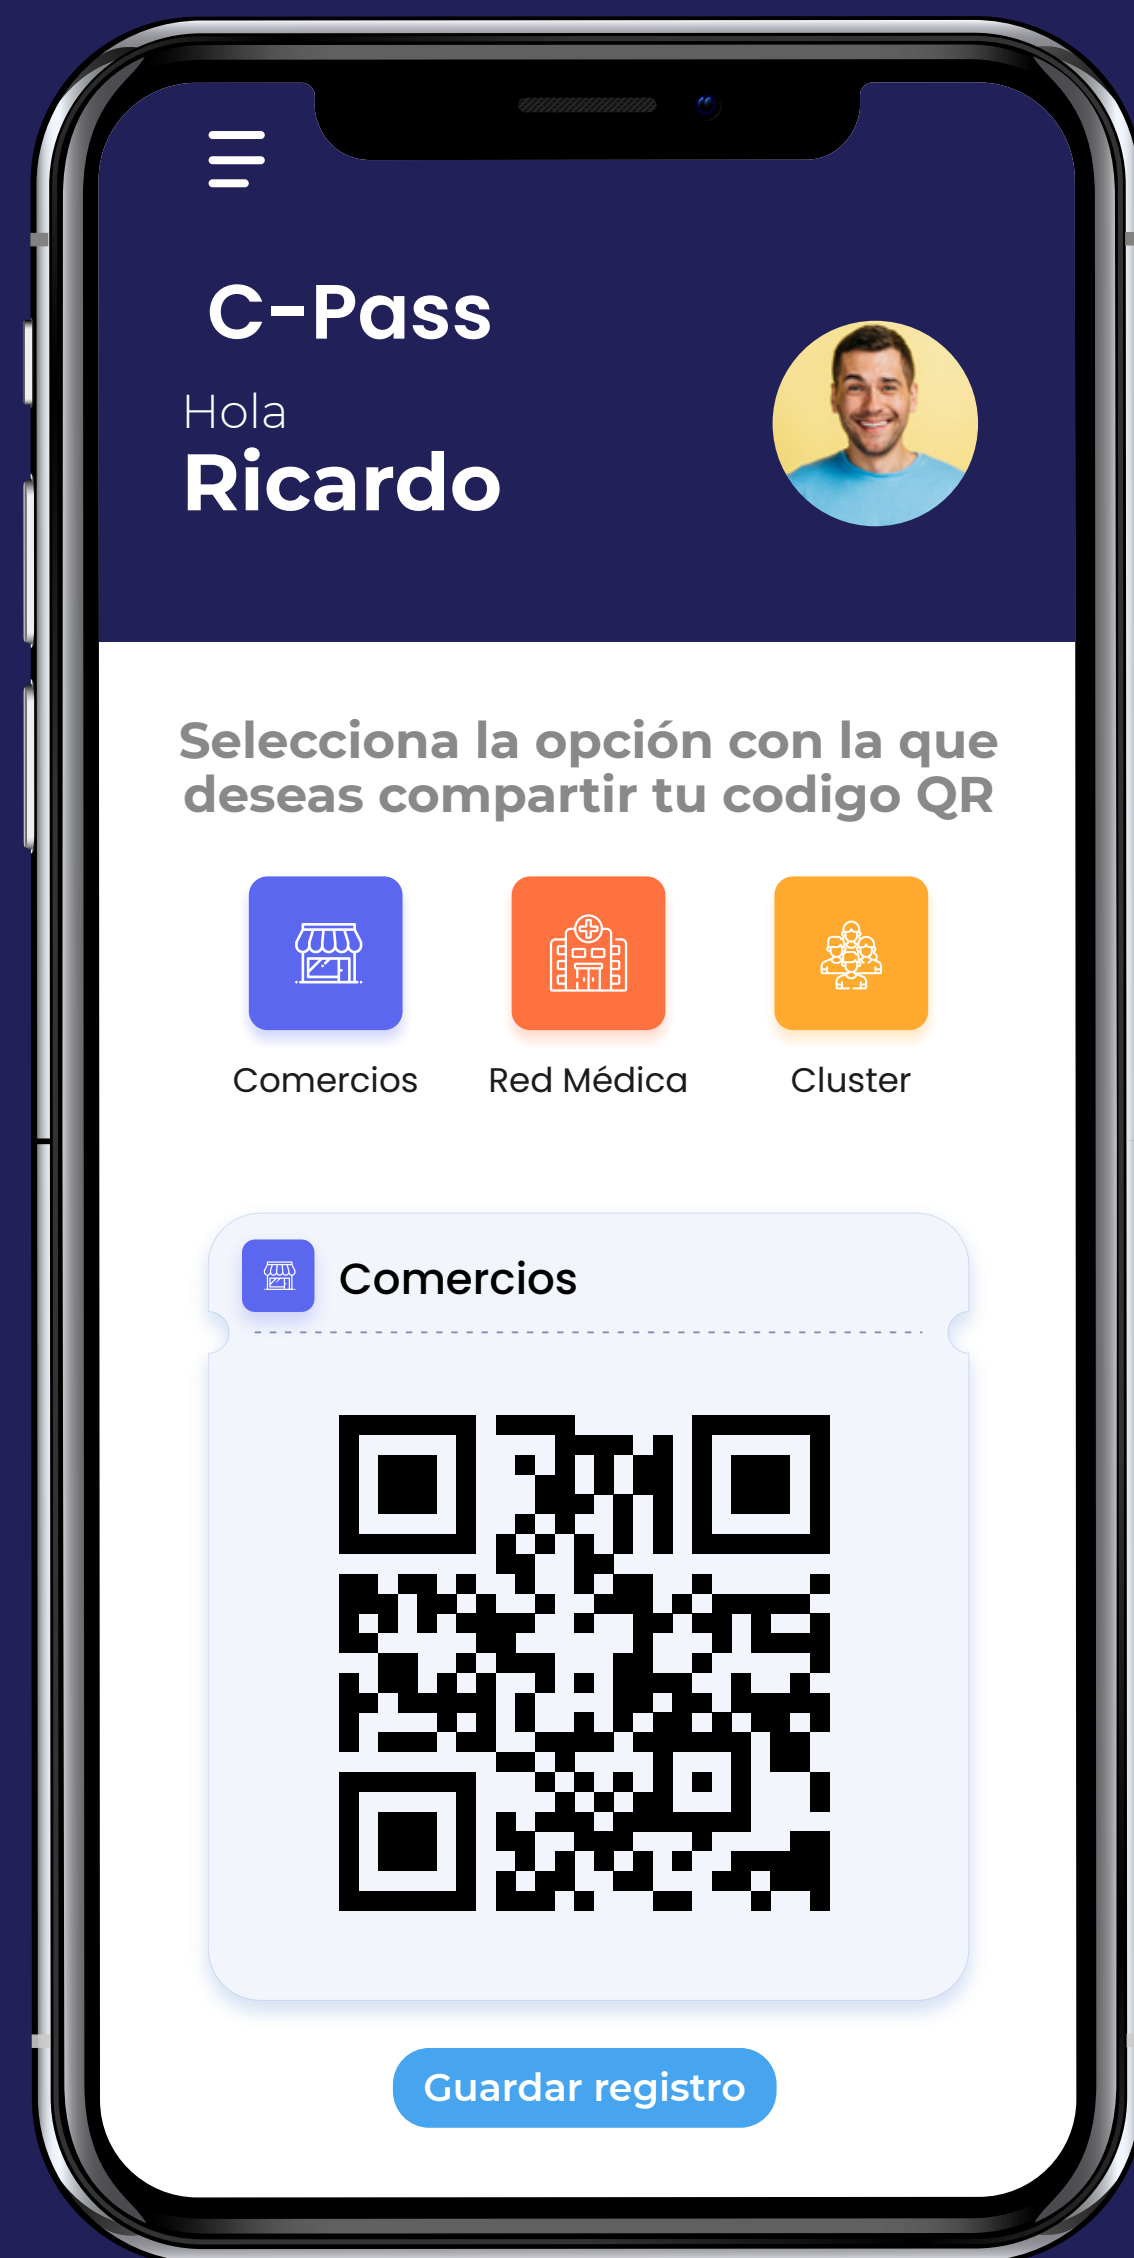 C-Pass
Hola
Ricardo
Selecciona la opción con la que
deseas compartir tu codigo QR
Comercios
Red Médica
Cluster
Comercios
Guardar registro